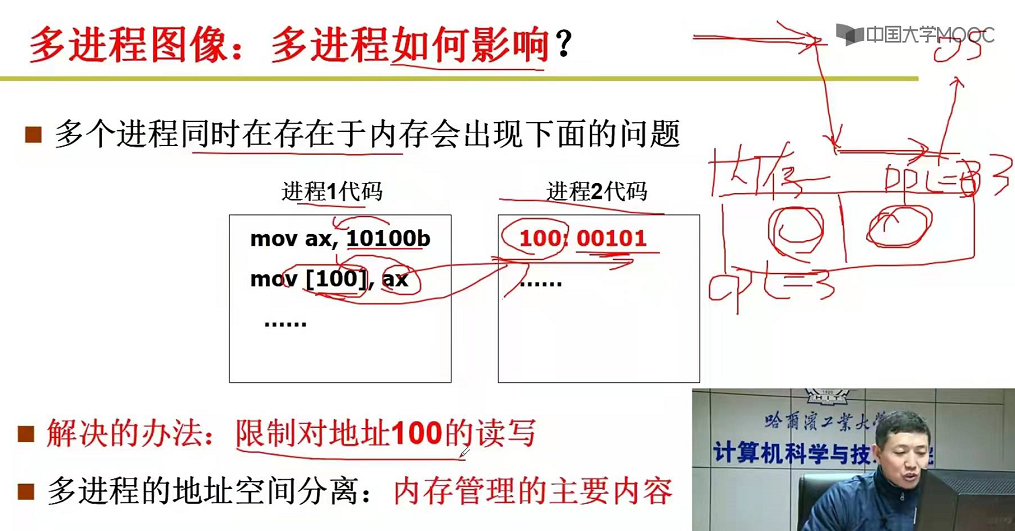 多进程图像：多进程如何影响？
中国大学MOOC
OS
多个进程同时在存在于内存会出现下面的问题
内存
DPL=3
CPL=3
进程1代码
进程2代码
mov ax, 10100b
mov [100], ax
......
100: 00101
......
解决的办法：限制对地址100的读写
多进程的地址空间分离：内存管理的主要内容
哈尔滨工业大学
计算机科学与技